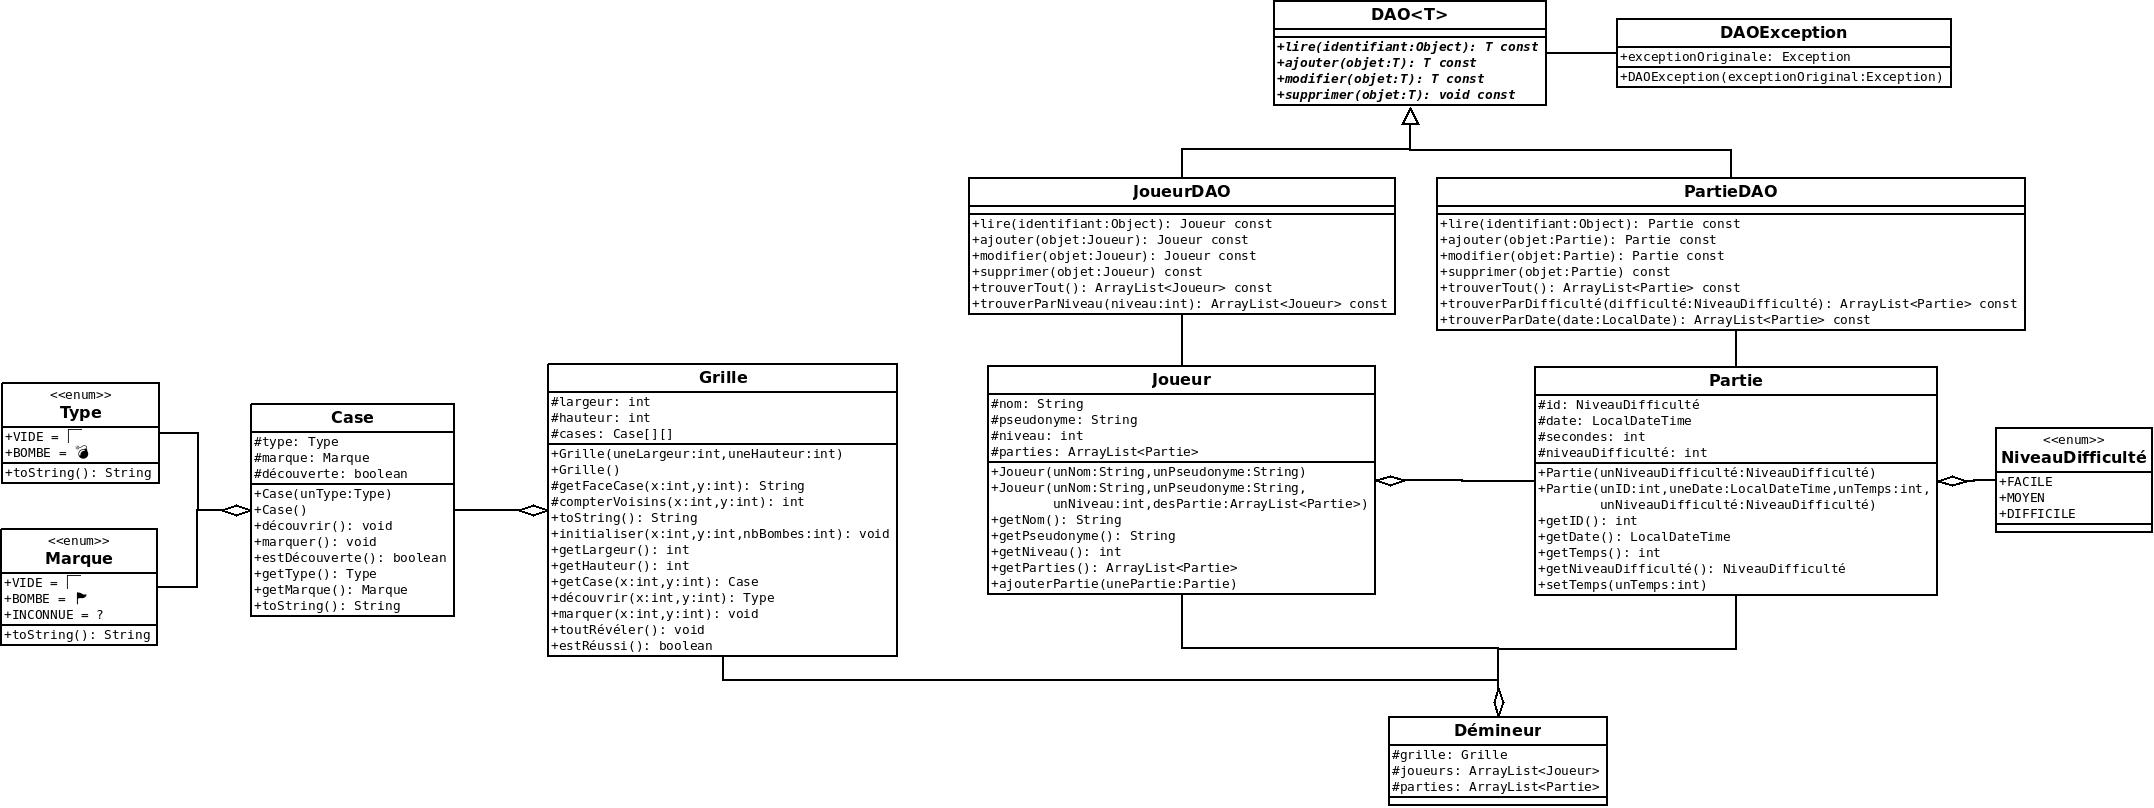 DAO<T>
+lire(identifiant:Object): T const
+ajouter(objet:T): T const
+modifier(objet:T): T const
+supprimer(objet:T): void const
DAOException
+exceptionOriginale: Exception
+DAOException(exceptionOriginal:Exception)
JoueurDAO
+lire(identifiant:Object): Joueur const
+ajouter(objet:Joueur): Joueur const
+modifier(objet:Joueur): Joueur const
+supprimer(objet:Joueur) const
+trouverTout(): ArrayList<Joueur> const
+trouverParNiveau(niveau:int): ArrayList<Joueur> const
PartieDAO
+lire(identifiant:Object): Partie const
+ajouter(objet:Partie): Partie const
+modifier(objet:Partie): Partie const
+supprimer(objet:Partie) const
+trouverTout(): ArrayList<Partie> const
+trouverParDifficulté(difficulté:NiveauDifficulté): ArrayList<Partie> const
+trouverParDate(date:LocalDate): ArrayList<Partie> const
<<enum>>
Type
+VIDE =
+BOMBE = 💣
+toString(): String
<<enum>>
Marque
+VIDE =
+BOMBE = ⚑
+INCONNUE = ?
+toString(): String
Case
#type: Type
#marque: Marque
#découverte: boolean
+Case(unType:Type)
+Case()
+découvrir(): void
+marquer(): void
+estDécouverte(): boolean
+getType(): Type
+getMarque(): Marque
+toString(): String
Grille
#largeur: int
#hauteur: int
#cases: Case[][]
+Grille(uneLargeur:int,uneHauteur:int)
+Grille()
#getFaceCase(x:int,y:int): String
#compterVoisins(x:int,y:int): int
+toString(): String
+initialiser(x:int,y:int,nbBombes:int): void
+getLargeur(): int
+getHauteur(): int
+getCase(x:int,y:int): Case
+découvrir(x:int,y:int): Type
+marquer(x:int,y:int): void
+toutRévéler(): void
+estRéussi(): boolean
Joueur
#nom: String
#pseudonyme: String
#niveau: int
#parties: ArrayList<Partie>
+Joueur(unNom:String,unPseudonyme:String)
+Joueur(unNom:String,unPseudonyme:String,
unNiveau:int,desPartie:ArrayList<Partie>)
+getNom(): String
+getPseudonyme(): String
+getNiveau(): int
+getParties(): ArrayList<Partie>
+ajouterPartie(unePartie:Partie)
Partie
#id: NiveauDifficulté
#date: LocalDateTime
#secondes: int
#niveauDifficulté: int
+Partie(unNiveauDifficulté:NiveauDifficulté)
+Partie(unID:int,uneDate:LocalDateTime,unTemps:int,
unNiveauDifficulté:NiveauDifficulté)
+getID(): int
+getDate(): LocalDateTime
+getTemps(): int
+getNiveauDifficulté(): NiveauDifficulté
+setTemps(unTemps:int)
<<enum>>
NiveauDifficulté
+FACILE
+MOYEN
+DIFFICILE
Démineur
#grille: Grille
#joueurs: ArrayList<Joueur>
#parties: ArrayList<Partie>